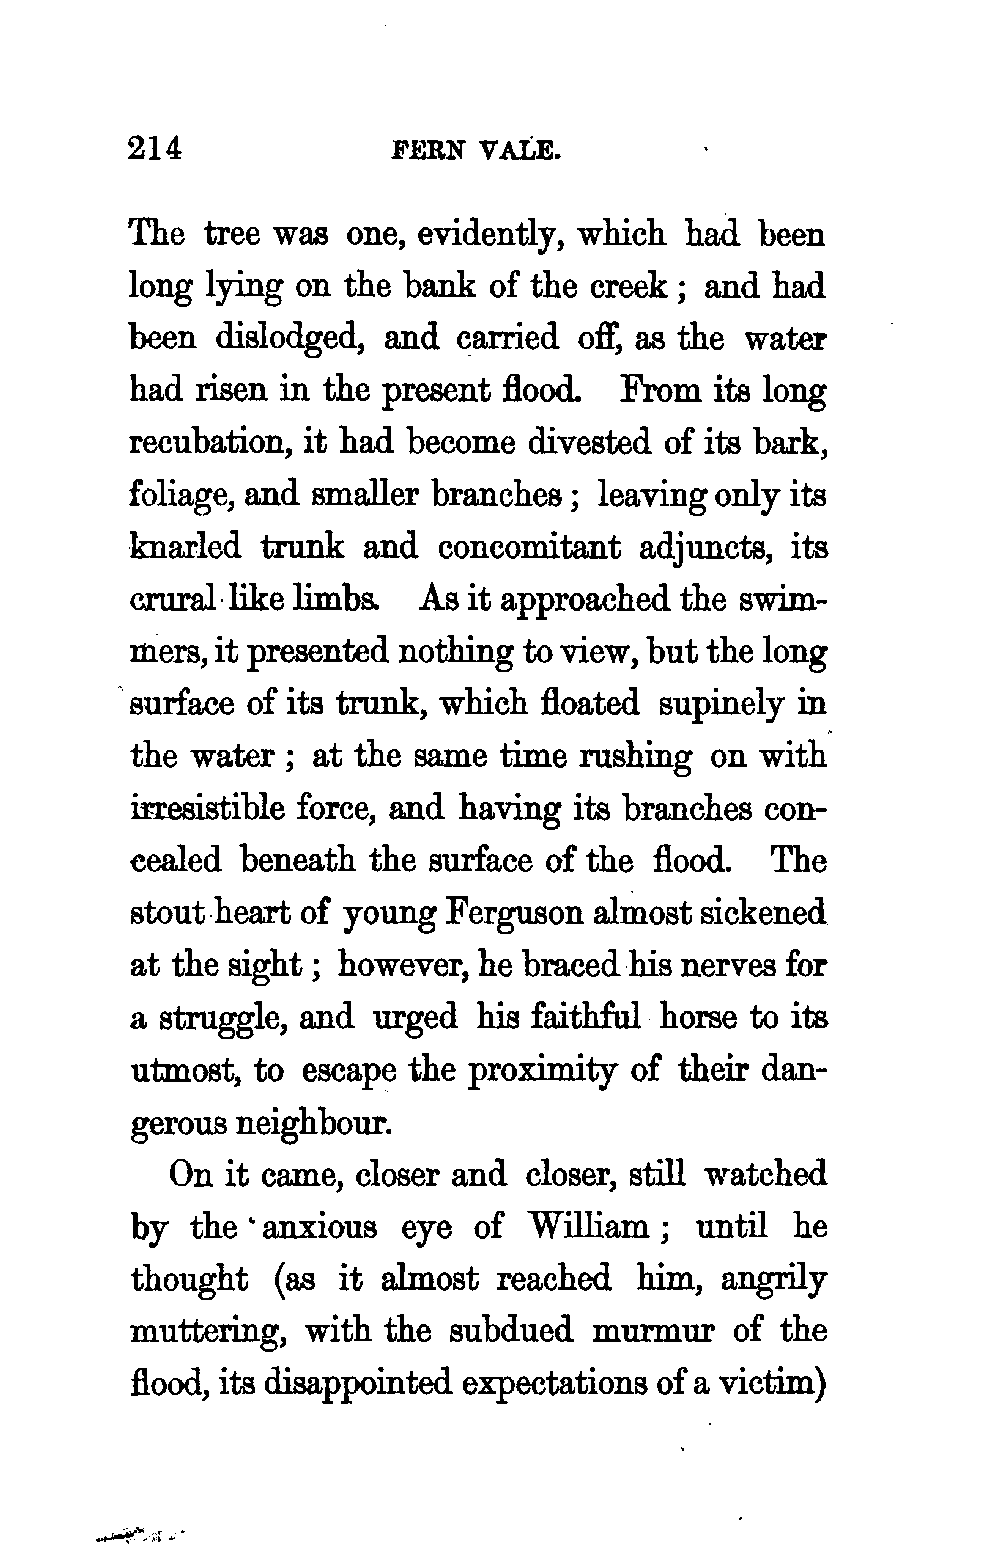 214 FERN VALE.
The tree was one, evidently, which had been
long lying on the bank of the creek ; and had
been dislodged, and carried off, as the water
had risen in the present flood. From its long
recubation, it had become divested of its bark,
foliage, and smaller branches ; leaving only its
knarled trunk and concomitant adjuncts, its
crural like limbs. As it approached the swim-
mers, it presented nothing to view, but the long
surface of its trunk, which floated supinely in
the water ; at the same time rushing on with
irresistible force, and having its branches con-
cealed beneath the surface of the flood. The
stout heart of young Ferguson almost sickened
at the sight ; however, he braced his nerves for
a struggle, and urged his faithful horse to its
utmost, to escape the proximity of their dan-
gerous neighbour.
On it came, closer and closer, still watched
by the anxious eye of William ; until he
thought (as it almost reached him, angrily
muttering, with the subdued murmur of the
flood, its disappointed expectations of a victim)